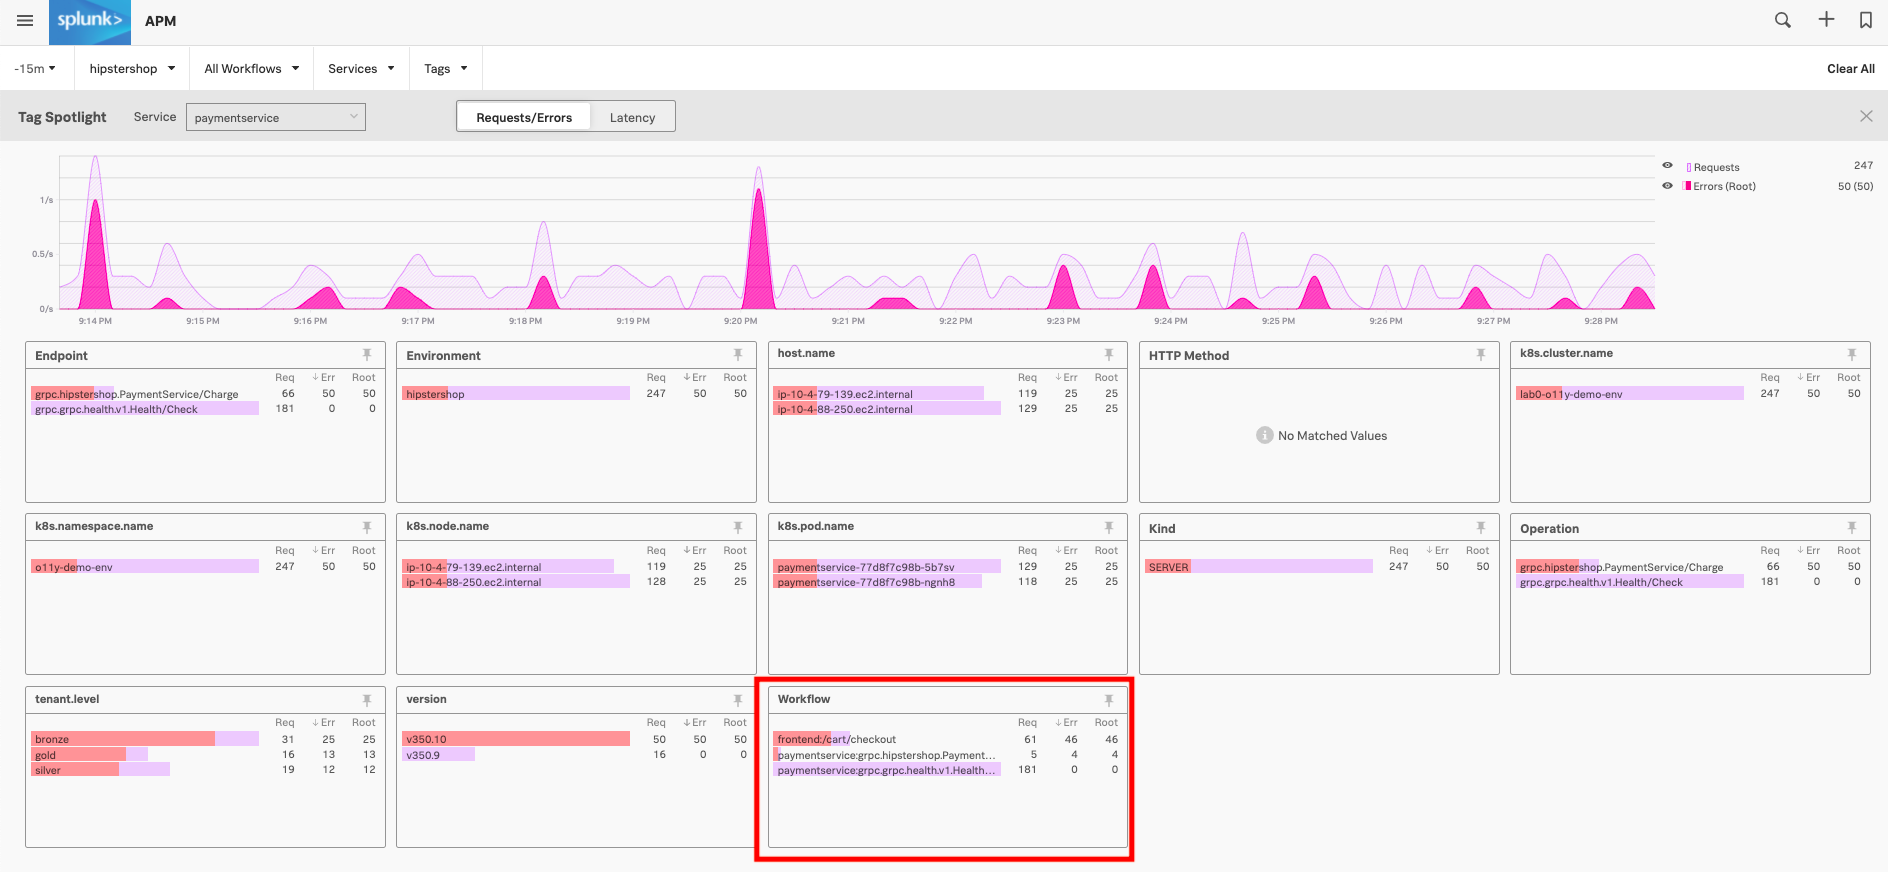 splunk> APM
-15m hipstershop All Workflows Services Tags Clear All
Tag Spotlight Service paymentservice Requests/Errors Latency
Requests 247
Errors (Root) 50 (50)
1/s
0.5/s
0/s
9:14 PM 9:15 PM 9:16 PM 9:17 PM 9:18 PM 9:19 PM 9:20 PM 9:21 PM 9:22 PM 9:23 PM 9:24 PM 9:25 PM 9:26 PM 9:27 PM 9:28 PM
Endpoint
Req ↓Err Root
grpc.hipstershop.PaymentService/Charge 66 50 50
grpc.grpc.health.v1.Health/Check 181 0 0
Environment
Req ↓Err Root
hipstershop 247 50 50
host.name
Req ↓Err Root
ip-10-4-79-139.ec2.internal 119 25 25
ip-10-4-88-250.ec2.internal 129 25 25
HTTP Method
No Matched Values
k8s.cluster.name
Req ↓Err Root
lab0-o11y-demo-env 247 50 50
k8s.namespace.name
Req ↓Err Root
o11y-demo-env 247 50 50
k8s.node.name
Req ↓Err Root
ip-10-4-79-139.ec2.internal 119 25 25
ip-10-4-88-250.ec2.internal 128 25 25
k8s.pod.name
Req ↓Err Root
paymentservice-77d8f7c98b-5b7sv 129 25 25
paymentservice-77d8f7c98b-ngnh8 118 25 25
Kind
Req ↓Err Root
SERVER 247 50 50
Operation
Req ↓Err Root
grpc.hipstershop.PaymentService/Charge 66 50 50
grpc.grpc.health.v1.Health/Check 181 0 0
tenant.level
Req ↓Err Root
bronze 31 25 25
gold 16 13 13
silver 19 12 12
version
Req ↓Err Root
v350.10 50 50 50
v350.9 16 0 0
Workflow
Req ↓Err Root
frontend:/cart/checkout 61 46 46
paymentservice:grpc.hipstershop.Payment... 5 4 4
paymentservice:grpc.grpc.health.v1.Health... 181 0 0